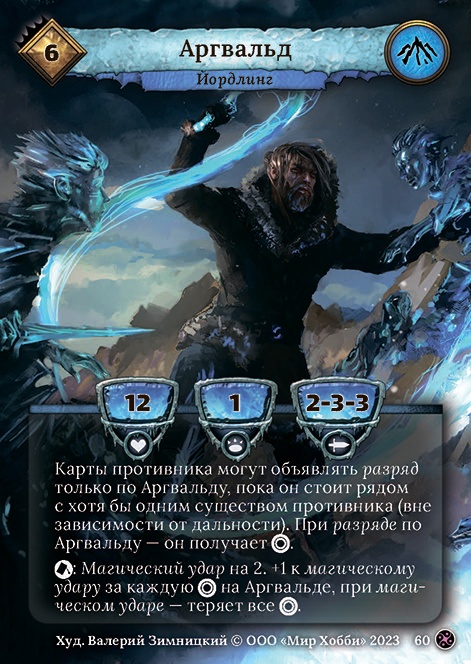 6
Аргвальд
Йордлинг
12
1
2-3-3
Карты противника могут объявлять разряд
только по Аргвальду, пока он стоит рядом
с хотя бы одним существом противника (вне
зависимости от дальности). При разряде по
Аргвальду — он получает .
: Магический удар на 2. +1 к магическому
удару за каждую на Аргвальде, при маги-
ческом ударе — теряет все .
Худ. Валерий Зимницкий © ООО «Мир Хобби» 2023 60